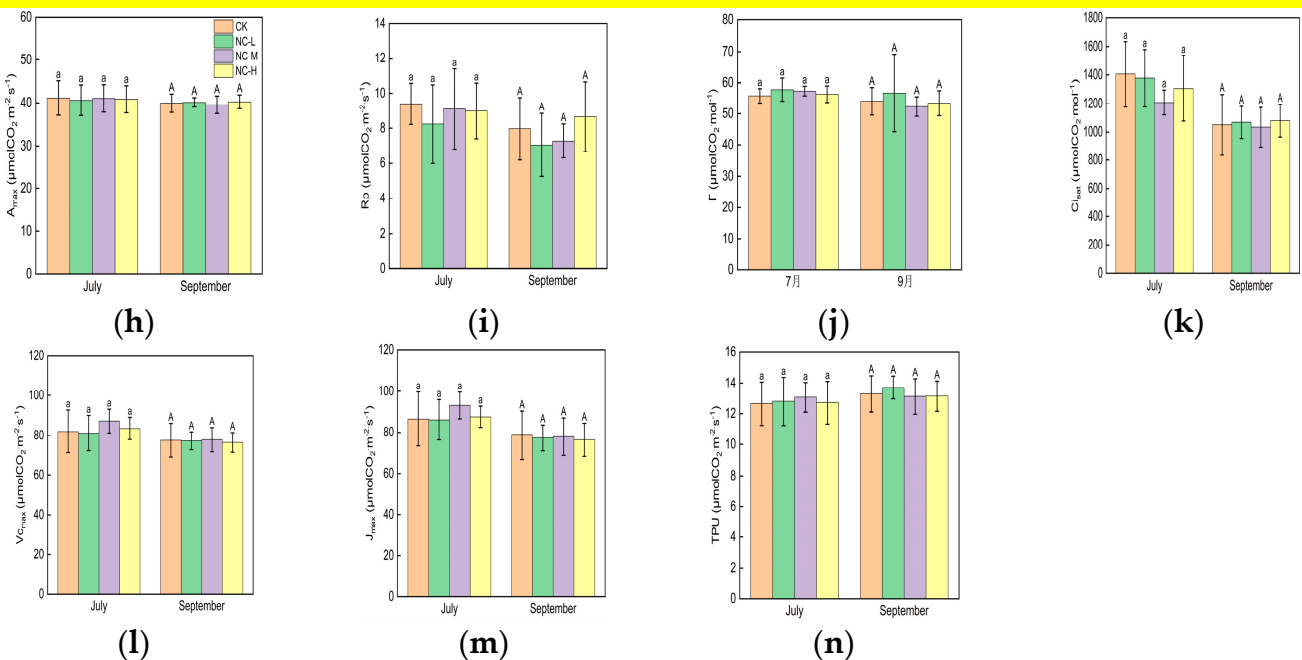 60
50
40
30
20
10
0
A_max (μmolCO₂·m⁻²·s⁻¹)
a a a a A A A A
CK
NC-L
NC-M
NC-H
July September
(h)
14
12
10
8
6
4
2
0
(μmolCO₂·m⁻²·s⁻¹)
a a a a A A A A
July September
(i)
80
70
60
50
40
30
20
10
0
Γ (μmolCO₂·mol⁻¹)
a a a a A A A A
7月 9月
(j)
1800
1600
1400
1200
1000
800
600
400
200
0
Ci_sat (μmolCO₂·mol⁻¹)
a a a a A A A A
July September
(k)
120
100
80
60
40
20
0
Vc_max (μmolCO₂·m⁻²·s⁻¹)
a a a a A A A A
July September
(l)
120
100
80
60
40
20
0
J_max (μmolCO₂·m⁻²·s⁻¹)
a a a a A A A A
July September
(m)
16
14
12
10
8
6
4
2
0
TPU (μmolCO₂·m⁻²·s⁻¹)
a a a a A A A A
July September
(n)